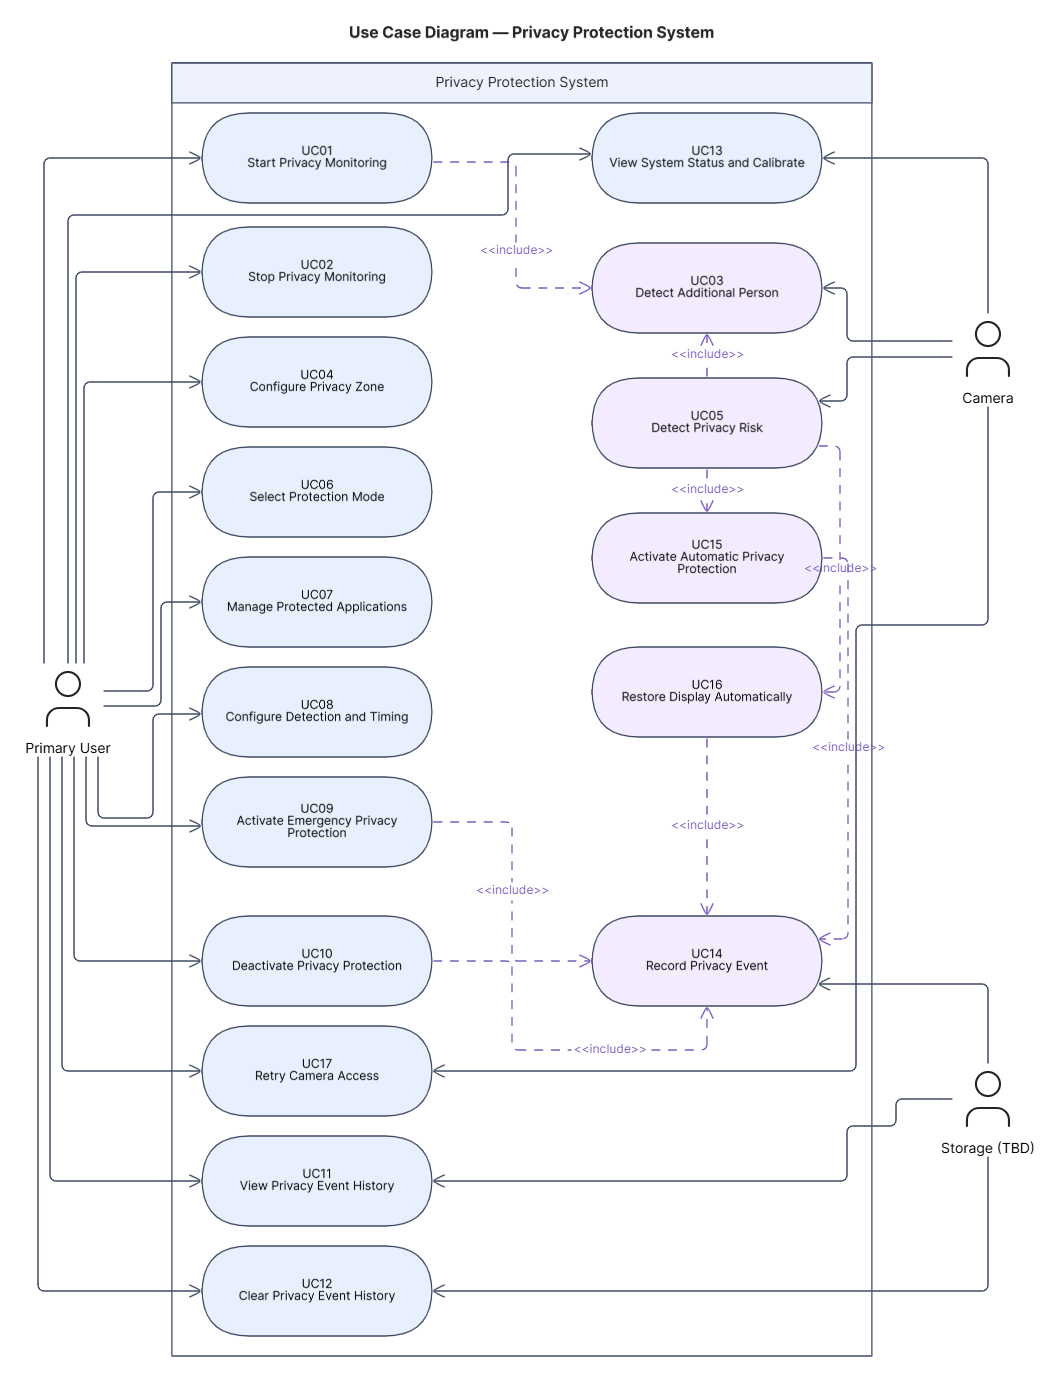 Use Case Diagram — Privacy Protection System
Privacy Protection System
UC01
Start Privacy Monitoring
UC13
View System Status and Calibrate
<<include>>
UC02
Stop Privacy Monitoring
UC03
Detect Additional Person
<<include>>
UC04
Configure Privacy Zone
Camera
UC05
Detect Privacy Risk
<<include>>
UC06
Select Protection Mode
UC15
Activate Automatic Privacy
Protection
<<include>>
UC07
Manage Protected Applications
UC16
Restore Display Automatically
UC08
Configure Detection and Timing
Primary User
<<include>>
UC09
Activate Emergency Privacy
Protection
<<include>>
<<include>>
UC10
Deactivate Privacy Protection
UC14
Record Privacy Event
<<include>>
UC17
Retry Camera Access
Storage (TBD)
UC11
View Privacy Event History
UC12
Clear Privacy Event History